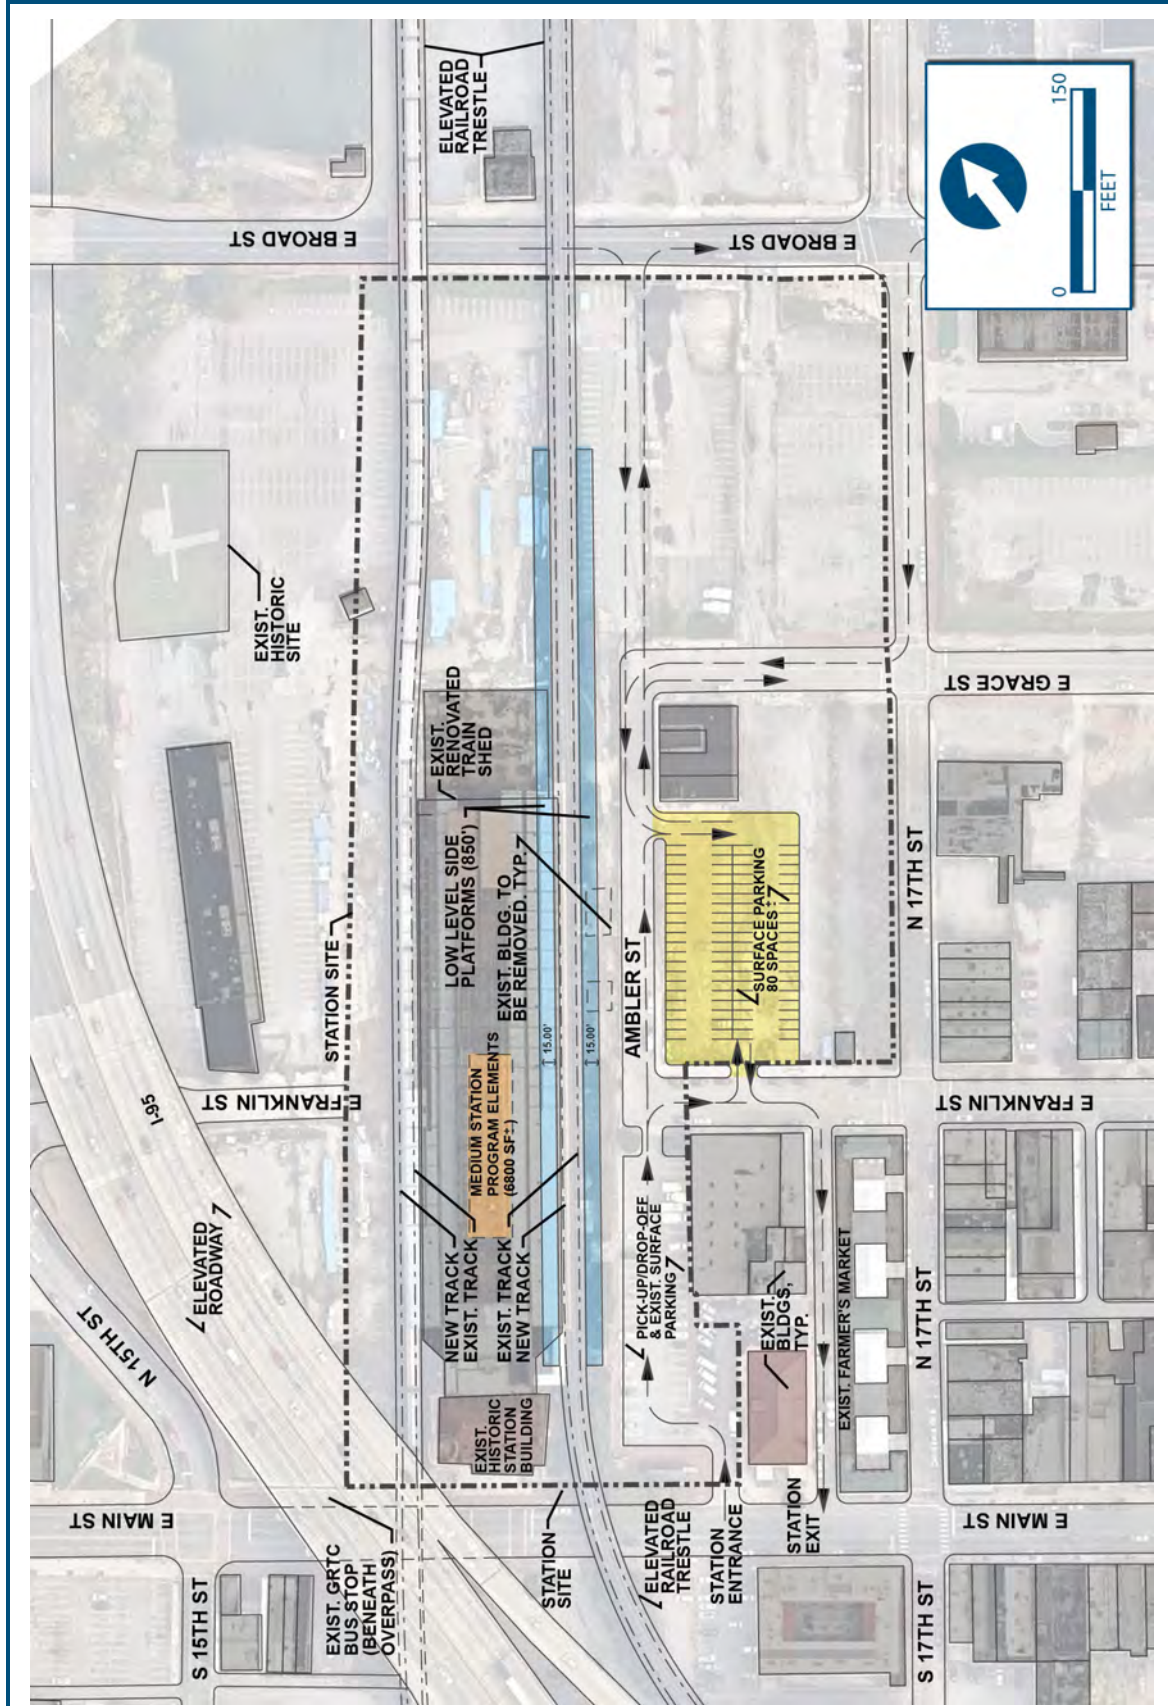 ELEVATED
RAILROAD
TRESTLE
150
FEET
0
E BROAD ST
E BROAD ST
EXIST.
HISTORIC
SITE
STATION SITE
EXIST.
RENOVATED
TRAIN
SHED
LOW LEVEL SIDE
PLATFORMS (850')
EXIST. BLDG. TO
BE REMOVED. TYP.
E GRACE ST
AMBLER ST
SURFACE PARKING
80 SPACES±
N 17TH ST
15.00'
15.00'
MEDIUM STATION
PROGRAM ELEMENTS
(6800 SF±)
I-95
E FRANKLIN ST
E FRANKLIN ST
ELEVATED
ROADWAY
N 15TH ST
NEW TRACK
EXIST. TRACK
EXIST. TRACK
NEW TRACK
PICK-UP/DROP-OFF
& EXIST. SURFACE
PARKING
EXIST.
BLDGS,
TYP.
EXIST. FARMER'S MARKET
N 17TH ST
EXIST.
HISTORIC
STATION
BUILDING
E MAIN ST
E MAIN ST
S 15TH ST
EXIST. GRTC
BUS STOP
(BENEATH
OVERPASS)
STATION
SITE
ELEVATED
RAILROAD
TRESTLE
STATION
ENTRANCE
STATION
EXIT
S 17TH ST